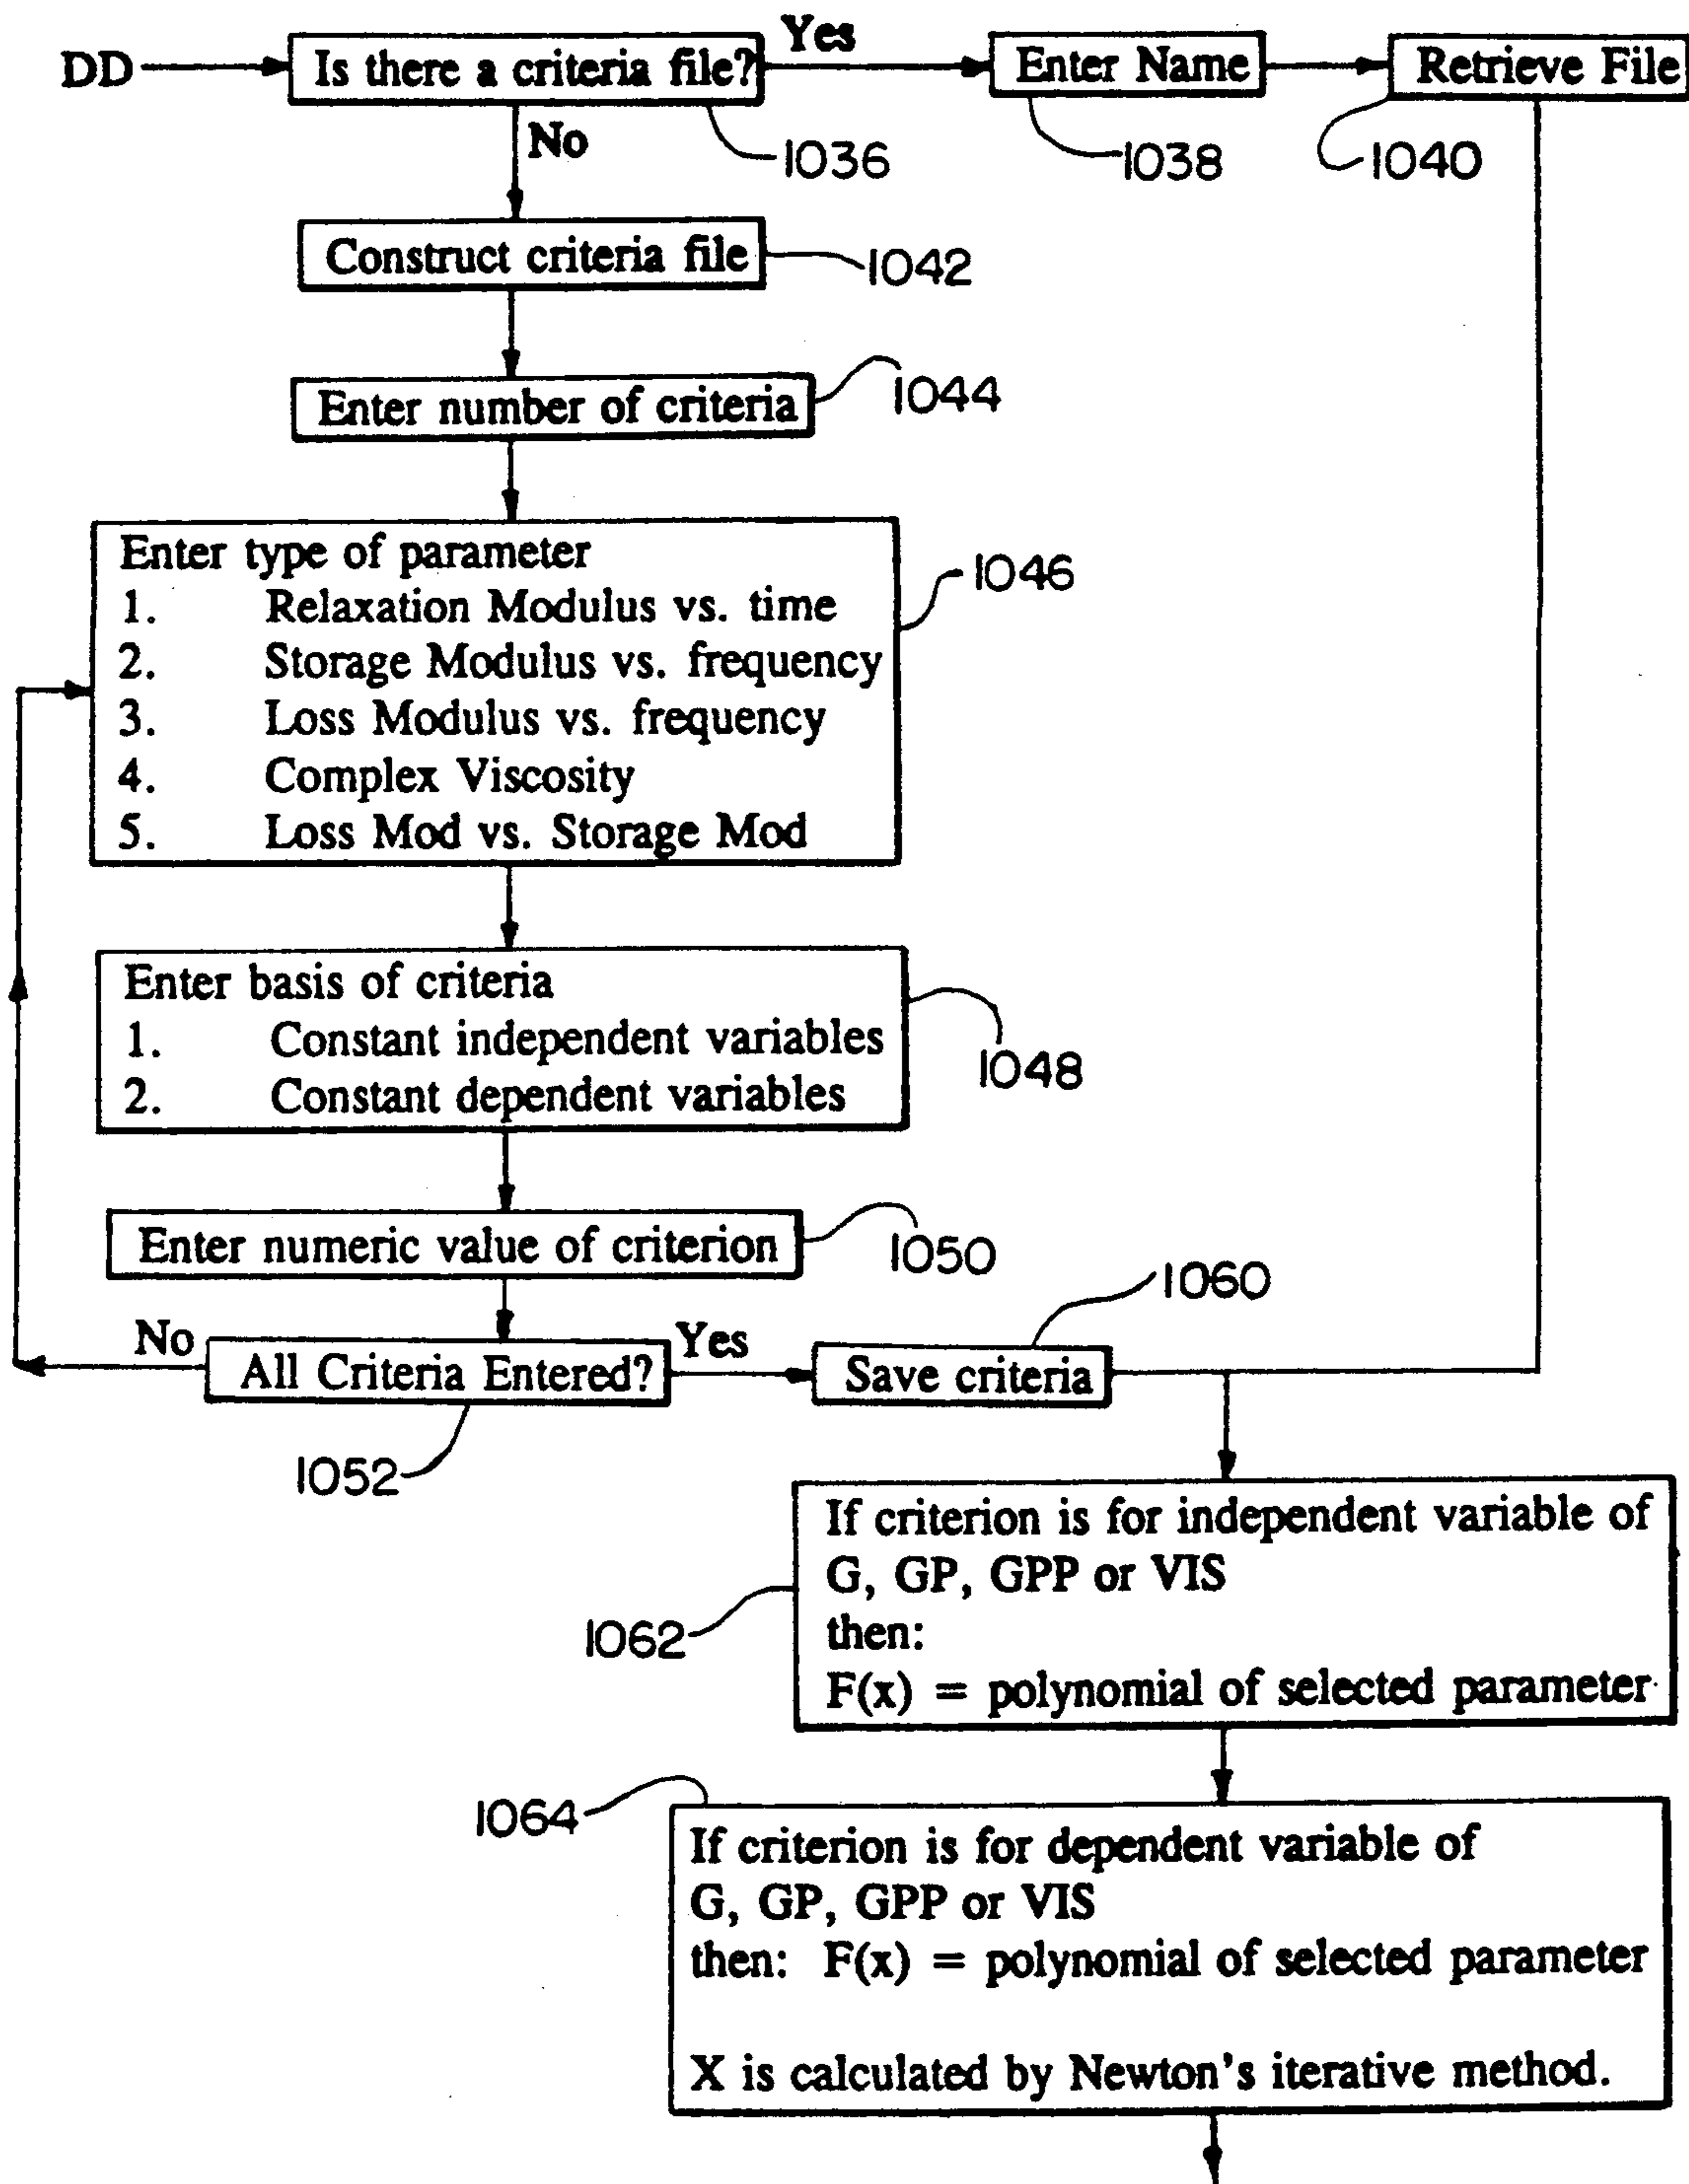 DD
Is there a criteria file?
Yes
Enter Name
Retrieve File
No
1036
1038
1040
Construct criteria file
1042
Enter number of criteria
1044
Enter type of parameter
1. Relaxation Modulus vs. time
2. Storage Modulus vs. frequency
3. Loss Modulus vs. frequency
4. Complex Viscosity
5. Loss Mod vs. Storage Mod
1046
Enter basis of criteria
1. Constant independent variables
2. Constant dependent variables
1048
Enter numeric value of criterion
1050
1060
No
All Criteria Entered?
Yes
Save criteria
1052
If criterion is for independent variable of
G, GP, GPP or VIS
then:
F(x) = polynomial of selected parameter
1062
1064
If criterion is for dependent variable of
G, GP, GPP or VIS
then: F(x) = polynomial of selected parameter
X is calculated by Newton's iterative method.